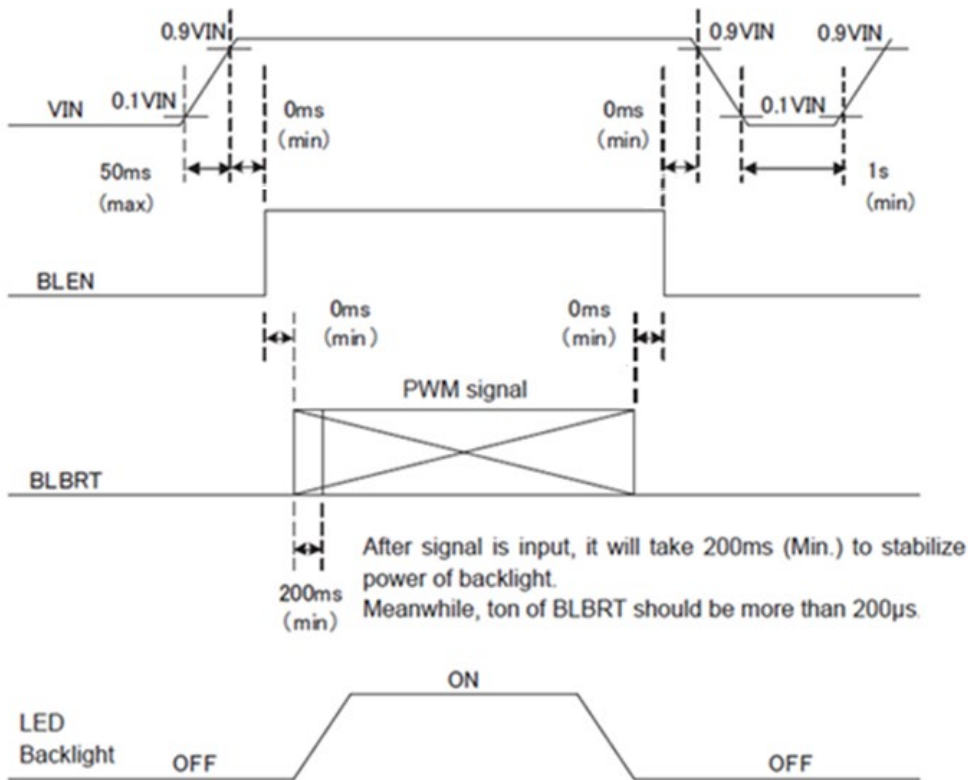 0.9VIN
0.9VIN
0.9VIN
VIN
0.1VIN
0ms
(min)
0ms
(min)
0.1VIN
50ms
(max)
1s
(min)
BLEN
0ms
(min)
0ms
(min)
PWM signal
BLBRT
200ms
(min)
After signal is input, it will take 200ms (Min.) to stabilize
power of backlight.
Meanwhile, ton of BLBRT should be more than 200μs.
ON
LED
Backlight
OFF
OFF